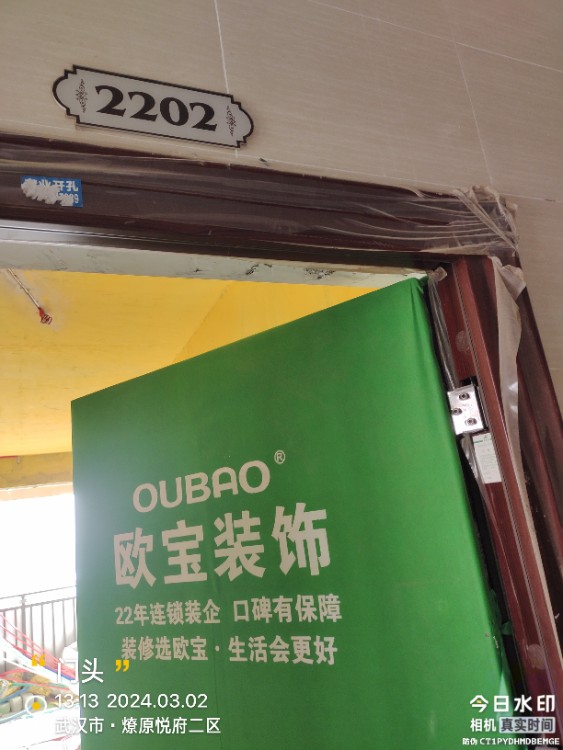 2202
开孔
OUBAO®
欧宝装饰
22年连锁装企 口碑有保障
装修选欧宝·生活会更好
“门头”
13:13 2024.03.02
武汉市·燎原悦府二区
今日水印
相机 真实时间
防伪 CT1PYDHMDBEMGE